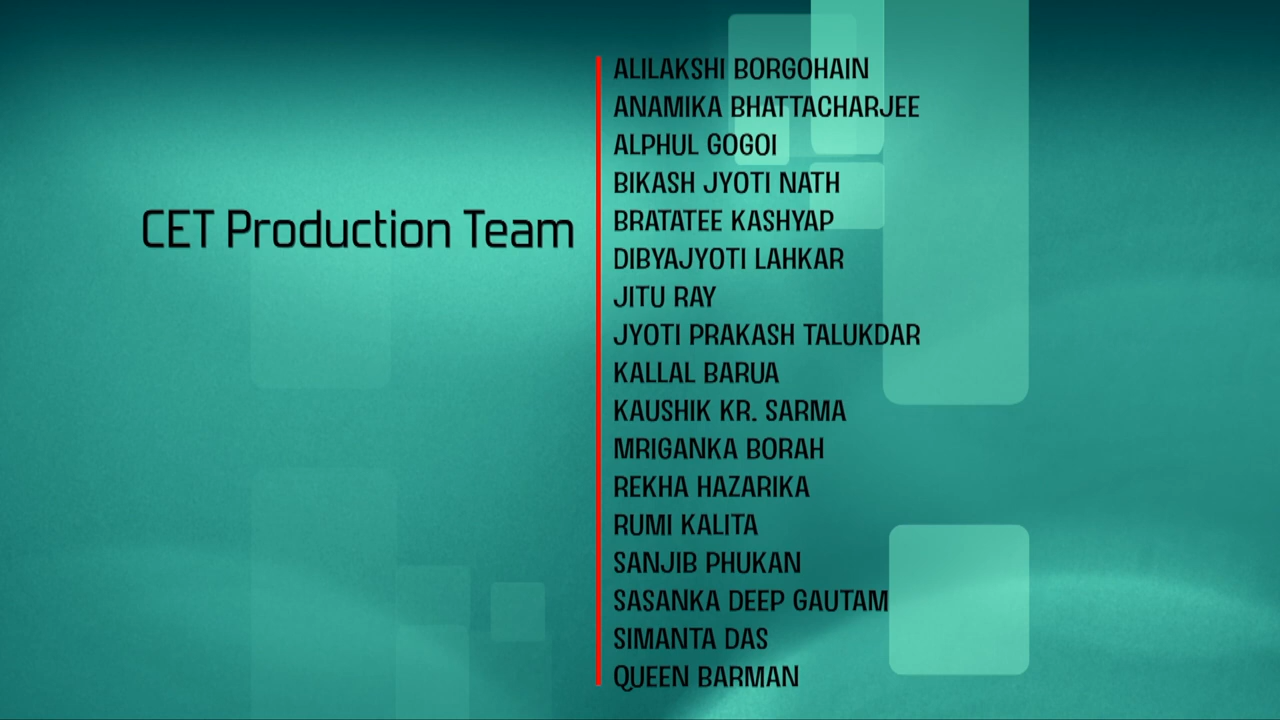 CET Production Team
ALILAKSHI BORGOHAIN
ANAMIKA BHATTACHARJEE
ALPHUL GOGOI
BIKASH JYOTI NATH
BRATATEE KASHYAP
DIBYAJYOTI LAHKAR
JITU RAY
JYOTI PRAKASH TALUKDAR
KALLAL BARUA
KAUSHIK KR. SARMA
MRIGANKA BORAH
REKHA HAZARIKA
RUMI KALITA
SANJIB PHUKAN
SASANKA DEEP GAUTAM
SIMANTA DAS
QUEEN BARMAN